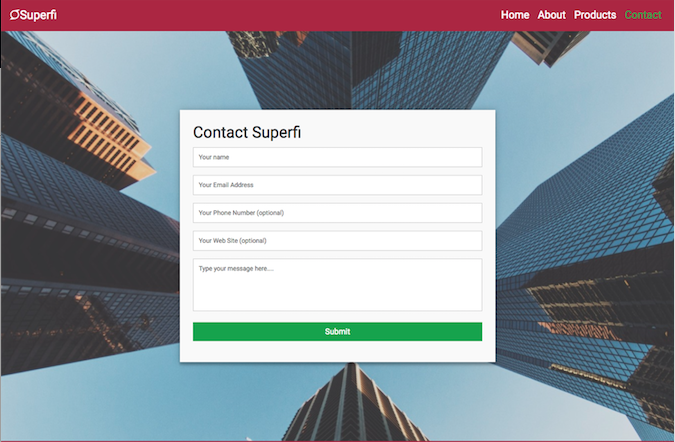 Superfi
Home About Products Contact
Contact Superfi
Your name
Your Email Address
Your Phone Number (optional)
Your Web Site (optional)
Type your message here....
Submit